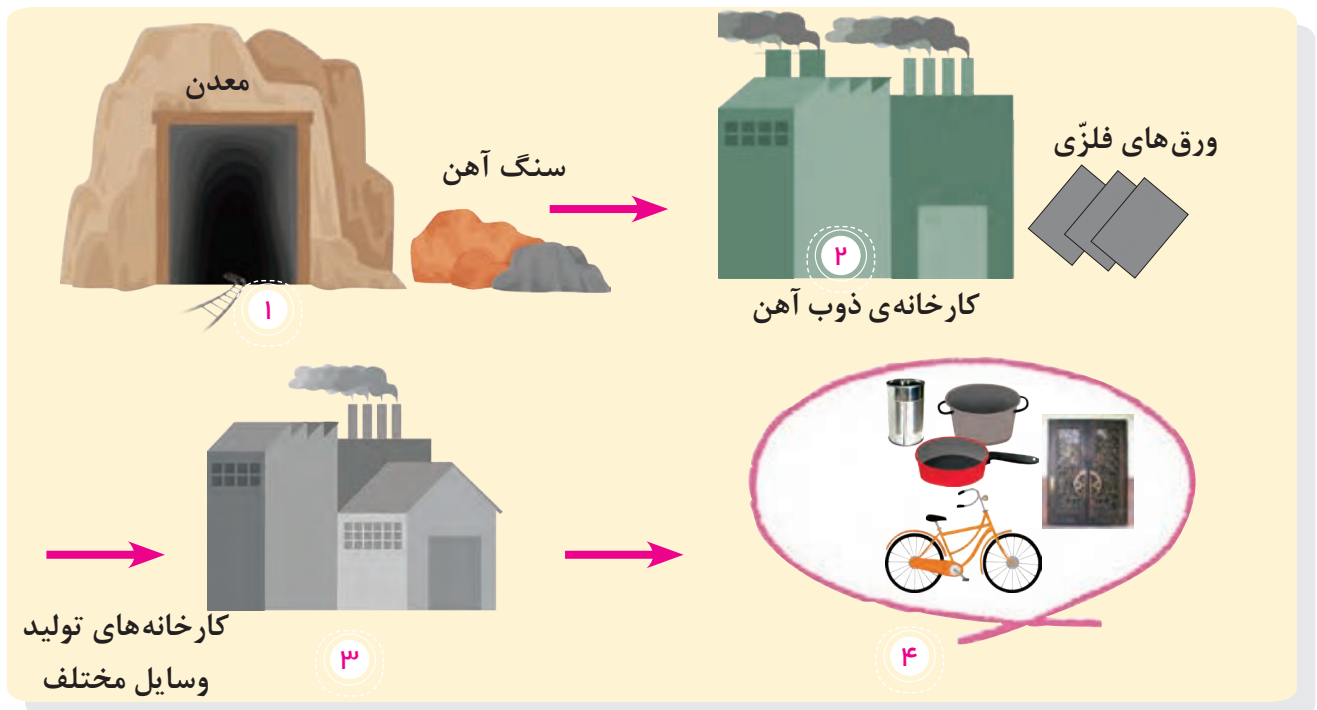 معدن
سنگ آهن
۱
ورق‌های فلزّی
۲
کارخانه‌ی ذوب آهن
کارخانه‌های تولید
وسایل مختلف
۳
۴